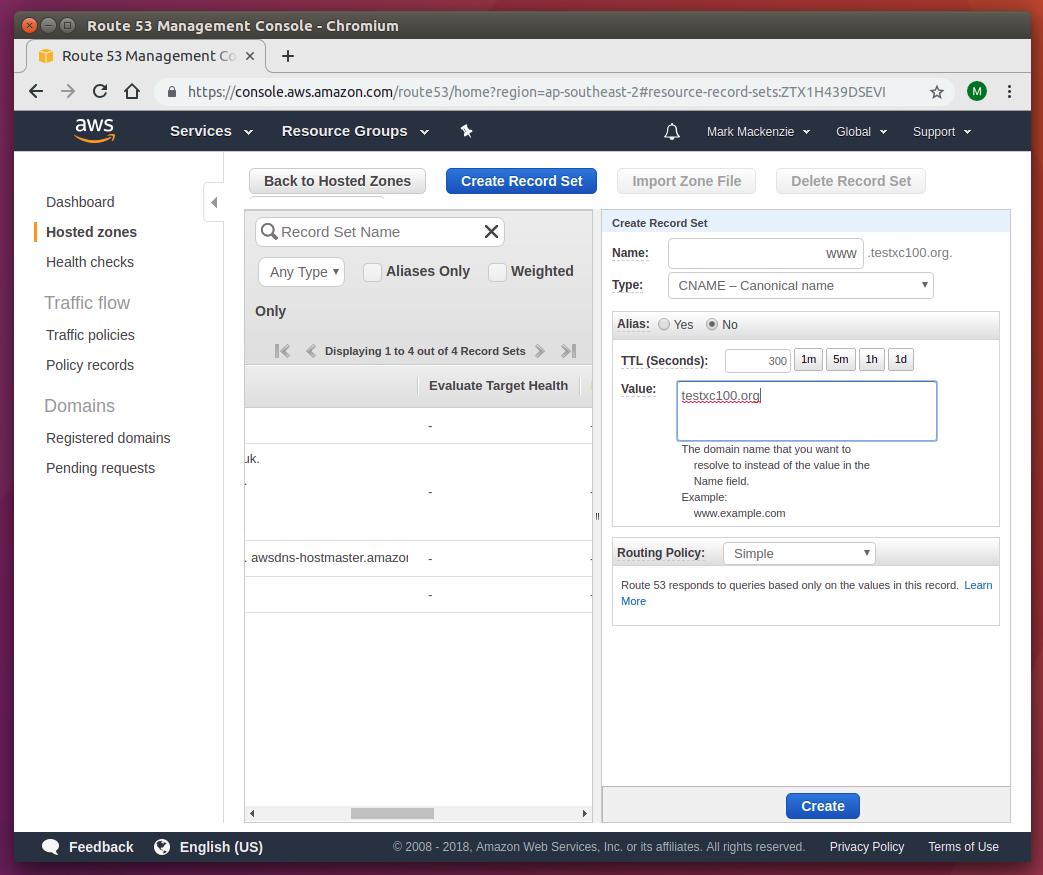 Route 53 Management Console - Chromium
Route 53 Management Co
https://console.aws.amazon.com/route53/home?region=ap-southeast-2#resource-record-sets:ZTX1H439DSEVI
M
aws
Services
Resource Groups
Mark Mackenzie
Global
Support
Dashboard
Hosted zones
Health checks
Traffic flow
Traffic policies
Policy records
Domains
Registered domains
Pending requests
Back to Hosted Zones
Create Record Set
Import Zone File
Delete Record Set
Record Set Name
Any Type
Aliases Only
Weighted
Only
Displaying 1 to 4 out of 4 Record Sets
Evaluate Target Health
-
uk.
.
-
. awsdns-hostmaster.amazon
-
-
Create Record Set
Name:
www
.testxc100.org.
Type:
CNAME – Canonical name
Alias:
Yes
No
TTL (Seconds):
300
1m
5m
1h
1d
Value:
testxc100.org
The domain name that you want to
resolve to instead of the value in the
Name field.
Example:
www.example.com
Routing Policy:
Simple
Route 53 responds to queries based only on the values in this record. Learn
More
Create
Feedback
English (US)
© 2008 - 2018, Amazon Web Services, Inc. or its affiliates. All rights reserved.
Privacy Policy
Terms of Use